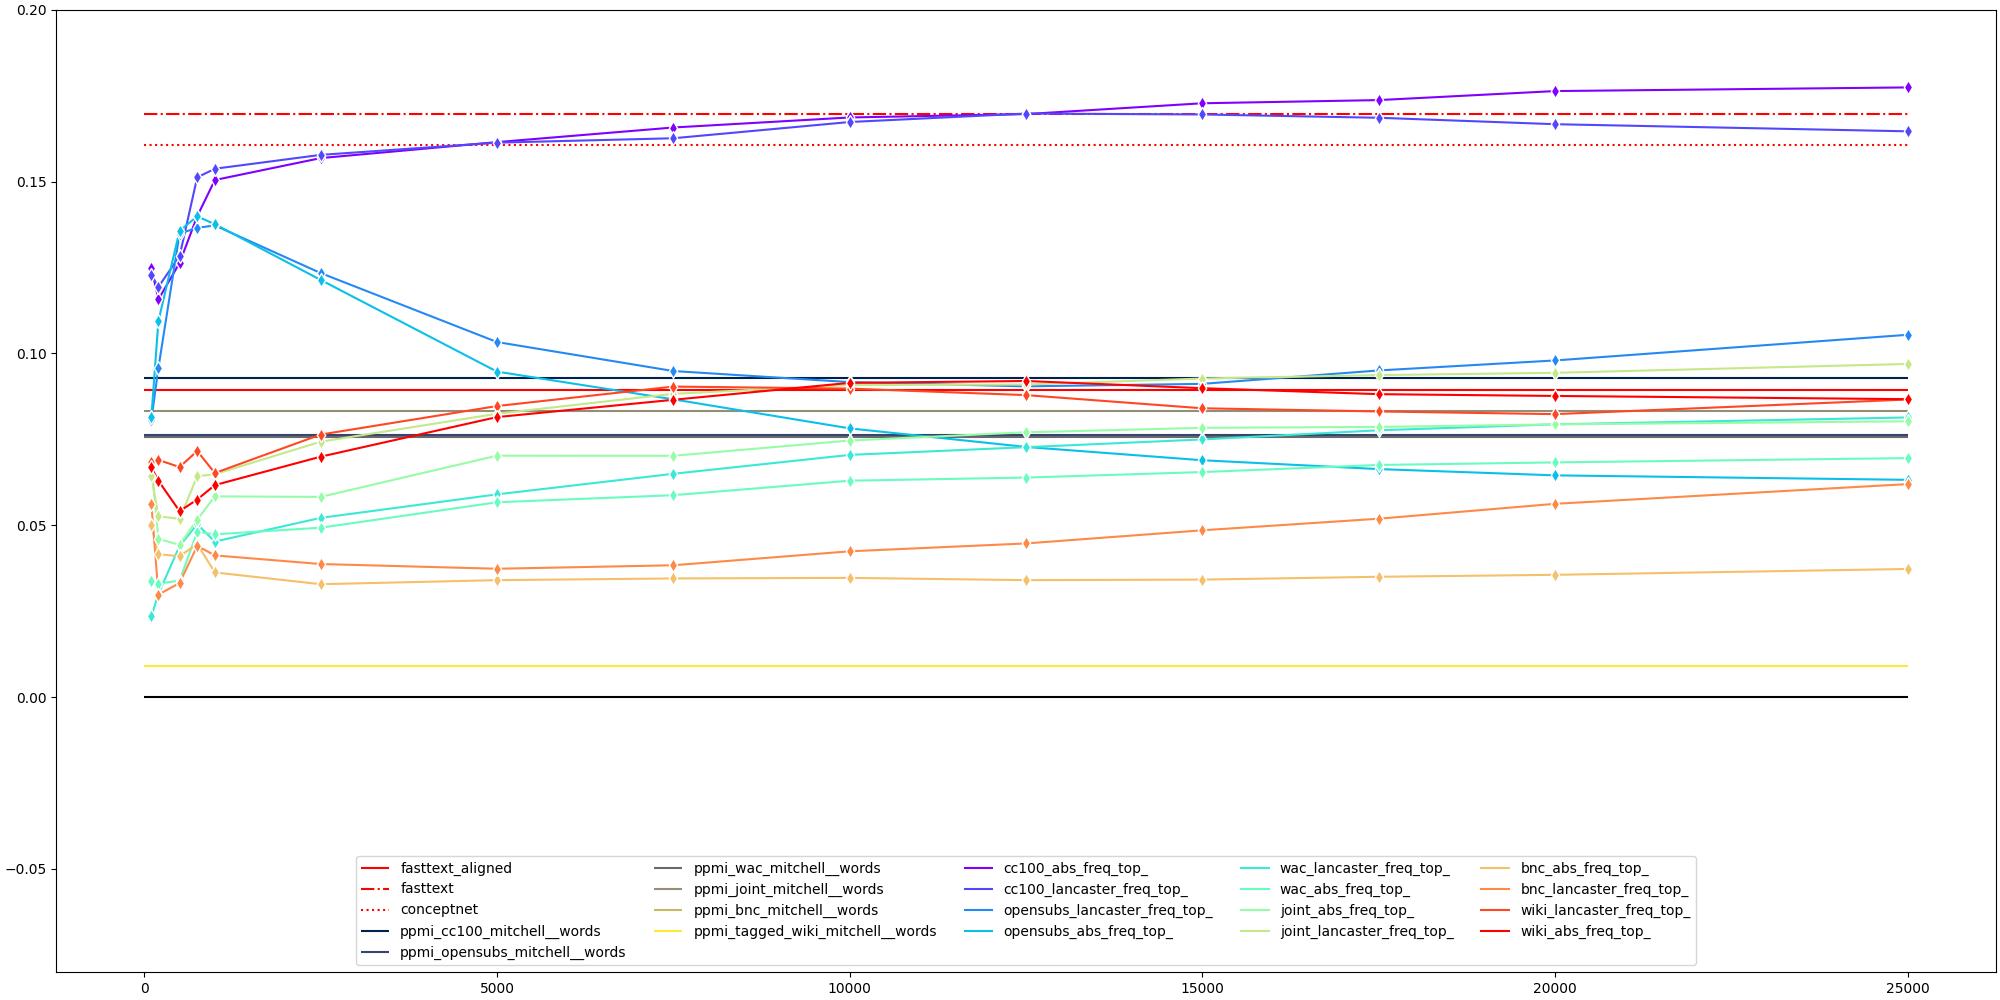 0.20
0.15
0.10
0.05
0.00
−0.05
fasttext_aligned
fasttext
conceptnet
ppmi_cc100_mitchell__words
ppmi_opensubs_mitchell__words
ppmi_wac_mitchell__words
ppmi_joint_mitchell__words
ppmi_bnc_mitchell__words
ppmi_tagged_wiki_mitchell__words
cc100_abs_freq_top_
cc100_lancaster_freq_top_
opensubs_lancaster_freq_top_
opensubs_abs_freq_top_
wac_lancaster_freq_top_
wac_abs_freq_top_
joint_abs_freq_top_
joint_lancaster_freq_top_
bnc_abs_freq_top_
bnc_lancaster_freq_top_
wiki_lancaster_freq_top_
wiki_abs_freq_top_
0 5000 10000 15000 20000 25000